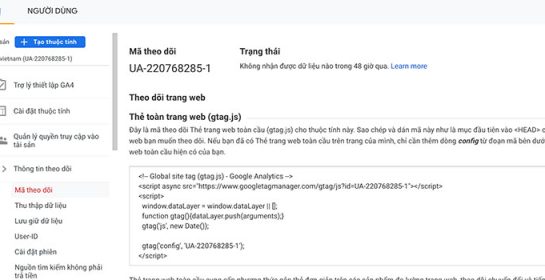 NGƯỜI DÙNG
sản
+ Tạo thuộc tính
vietnam (UA-220768285-1)
Trợ lý thiết lập GA4
Cài đặt thuộc tính
Quản lý quyền truy cập vào
tài sản
Thông tin theo dõi
Mã theo dõi
Thu thập dữ liệu
Lưu giữ dữ liệu
User-ID
Cài đặt phiên
Nguồn tìm kiếm không phải
trả tiền
Mã theo dõi
UA-220768285-1
Trạng thái
Không nhận được dữ liệu nào trong 48 giờ qua. Learn more
Theo dõi trang web
Thẻ toàn trang web (gtag.js)
Đây là mã theo dõi Thẻ trang web toàn cầu (gtag.js) cho thuộc tính này. Sao chép và dán mã này như là mục đầu tiên vào <HEAD> c
web bạn muốn theo dõi. Nếu bạn đã có Thẻ trang web toàn cầu trên trang của mình, chỉ cần thêm dòng config từ đoạn mã bên dướ
web toàn cầu hiện có của bạn.
<!-- Global site tag (gtag.js) - Google Analytics -->
<script async src="https://www.googletagmanager.com/gtag/js?id=UA-220768285-1"></script>
<script>
window.dataLayer = window.dataLayer || [];
function gtag(){dataLayer.push(arguments);}
gtag('js', new Date());
gtag('config', 'UA-220768285-1');
</script>